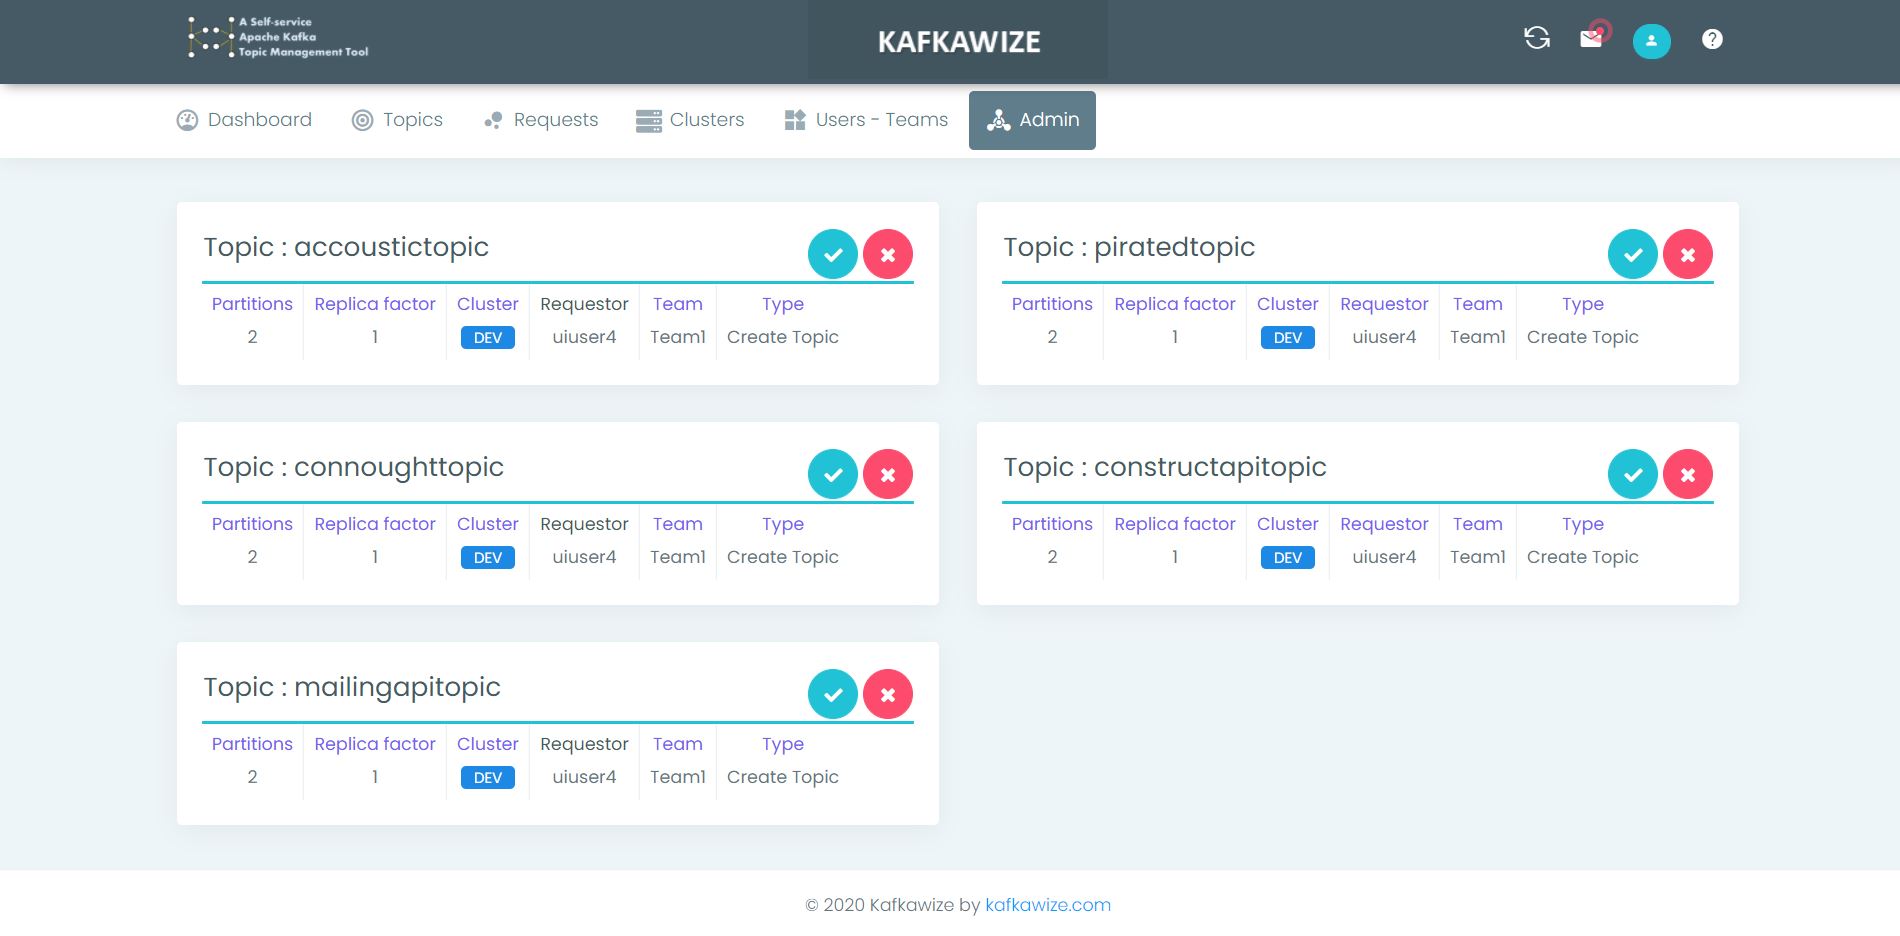 A Self-service
Apache Kafka
Topic Management Tool
KAFKAWIZE
Dashboard
Topics
Requests
Clusters
Users - Teams
Admin
Topic : accoustictopic
Partitions Replica factor Cluster Requestor Team Type
2 1 DEV uiuser4 Team1 Create Topic
Topic : piratedtopic
Partitions Replica factor Cluster Requestor Team Type
2 1 DEV uiuser4 Team1 Create Topic
Topic : connoughttopic
Partitions Replica factor Cluster Requestor Team Type
2 1 DEV uiuser4 Team1 Create Topic
Topic : constructapitopic
Partitions Replica factor Cluster Requestor Team Type
2 1 DEV uiuser4 Team1 Create Topic
Topic : mailingapitopic
Partitions Replica factor Cluster Requestor Team Type
2 1 DEV uiuser4 Team1 Create Topic
© 2020 Kafkawize by kafkawize.com